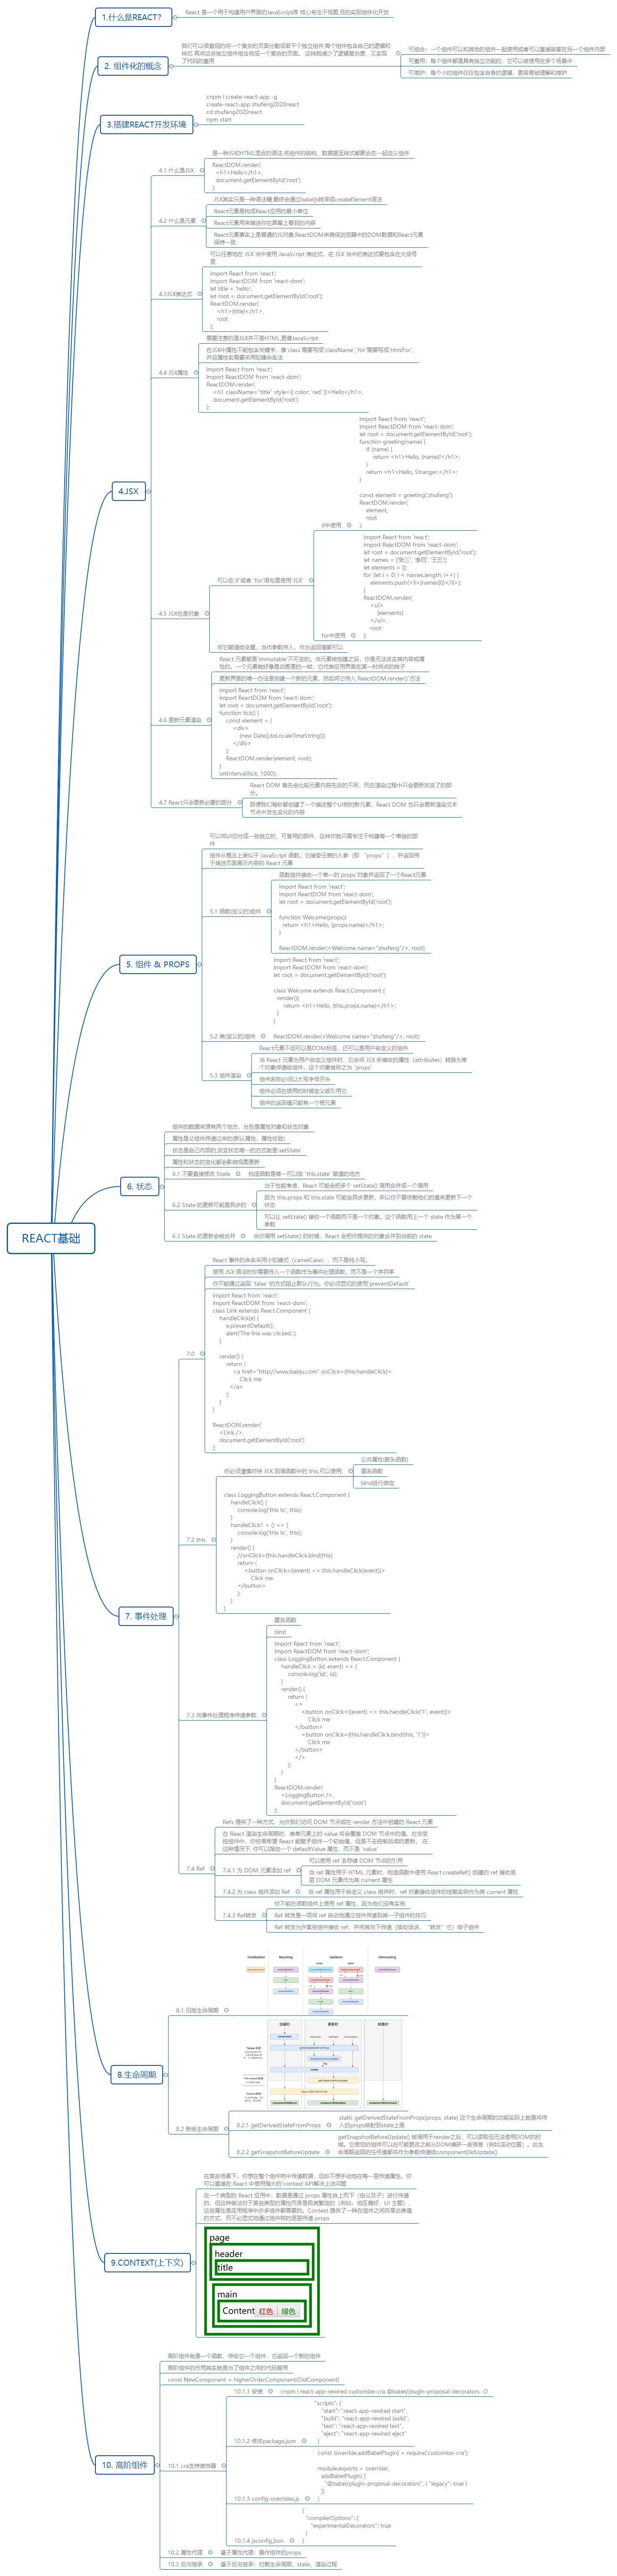 REACT基础
1.什么是REACT?
React 是一个用于构建用户界面的JavaScript库 核心专注于视图,目的实现组件化开发
2. 组件化的概念
我们可以很直观的将一个复杂的页面分割成若干个独立组件,每个组件包含自己的逻辑和
样式 再将这些独立组件组合完成一个复杂的页面。 这样既减少了逻辑复杂度，又实现
了代码的重用
可组合：一个组件可以和其他的组件一起使用或者可以直接嵌套在另一个组件内部
可重用：每个组件都是具有独立功能的，它可以被使用在多个场景中
可维护：每个小的组件仅仅包含自身的逻辑，更容易被理解和维护
3.搭建REACT开发环境
cnpm i create-react-app -g
create-react-app zhufeng2020react
cd zhufeng2020react
npm start
4.JSX
4.1 什么是JSX
是一种JS和HTML混合的语法,将组件的结构、数据甚至样式都聚合在一起定义组件
ReactDOM.render(
<h1>Hello</h1>,
document.getElementById('root')
);
4.2 什么是元素
JSX其实只是一种语法糖,最终会通过babeljs转译成createElement语法
React元素是构成React应用的最小单位
React元素用来描述你在屏幕上看到的内容
React元素事实上是普通的JS对象,ReactDOM来确保浏览器中的DOM数据和React元素
保持一致
4.3JSX表达式
可以任意地在 JSX 当中使用 JavaScript 表达式，在 JSX 当中的表达式要包含在大括号
里
import React from 'react';
import ReactDOM from 'react-dom';
let title = 'hello';
let root = document.getElementById('root');
ReactDOM.render(
<h1>{title}</h1>,
root
);
4.4 JSX属性
需要注意的是JSX并不是HTML,更像JavaScript
在JSX中属性不能包含关键字，像`class`需要写成`className`,`for`需要写成`htmlFor`,
并且属性名需要采用驼峰命名法
import React from 'react';
import ReactDOM from 'react-dom';
ReactDOM.render(
<h1 className="title" style={{ color: 'red' }}>Hello</h1>,
document.getElementById('root')
);
4.5 JSX也是对象
可以在`if`或者 `for`语句里使用`JSX`
if中使用
import React from 'react';
import ReactDOM from 'react-dom';
let root = document.getElementById('root');
function greeting(name) {
if (name) {
return <h1>Hello, {name}!</h1>;
}
return <h1>Hello, Stranger.</h1>;
}
const element = greeting('zhufeng');
ReactDOM.render(
element,
root
);
for中使用
import React from 'react';
import ReactDOM from 'react-dom';
let root = document.getElementById('root');
let names = ['张三', '李四', '王五'];
let elements = [];
for (let i = 0; i < names.length; i++) {
elements.push(<li>{names[i]}</li>);
}
ReactDOM.render(
<ul>
{elements}
</ul>,
root
);
将它赋值给变量，当作参数传入，作为返回值都可以
4.6 更新元素渲染
React 元素都是`immutable`不可变的。当元素被创建之后，你是无法改变其内容或属
性的。一个元素就好像是动画里的一帧，它代表应用界面在某一时间点的样子
更新界面的唯一办法是创建一个新的元素，然后将它传入`ReactDOM.render()`方法
import React from 'react';
import ReactDOM from 'react-dom';
let root = document.getElementById('root');
function tick() {
const element = (
<div>
{new Date().toLocaleTimeString()}
</div>
);
ReactDOM.render(element, root);
}
setInterval(tick, 1000);
4.7 React只会更新必要的部分
React DOM 首先会比较元素内容先后的不同，而在渲染过程中只会更新改变了的部
分。
即便我们每秒都创建了一个描述整个UI树的新元素，React DOM 也只会更新渲染文本
节点中发生变化的内容
5. 组件 & PROPS
可以将UI切分成一些独立的、可复用的部件，这样你就只需专注于构建每一个单独的部
件
组件从概念上类似于 JavaScript 函数。它接受任意的入参（即 “props”），并返回用
于描述页面展示内容的 React 元素
5.1 函数(定义的)组件
函数组件接收一个单一的`props`对象并返回了一个React元素
import React from 'react';
import ReactDOM from 'react-dom';
let root = document.getElementById('root');
function Welcome(props){
return <h1>Hello, {props.name}</h1>;
}
ReactDOM.render(<Welcome name="zhufeng"/>, root);
5.2 类(定义的)组件
import React from 'react';
import ReactDOM from 'react-dom';
let root = document.getElementById('root');
class Welcome extends React.Component {
render(){
return <h1>Hello, {this.props.name}</h1>;
}
}
ReactDOM.render(<Welcome name="zhufeng"/>, root);
5.3 组件渲染
React元素不但可以是DOM标签，还可以是用户自定义的组件
当 React 元素为用户自定义组件时，它会将 JSX 所接收的属性（attributes）转换为单
个对象传递给组件，这个对象被称之为 `props`
组件名称必须以大写字母开头
组件必须在使用的时候定义或引用它
组件的返回值只能有一个根元素
6. 状态
组件的数据来源有两个地方，分别是属性对象和状态对象
属性是父组件传递过来的(默认属性，属性校验)
状态是自己内部的,改变状态唯一的方式就是`setState`
属性和状态的变化都会影响视图更新
6.1 不要直接修改 State
构造函数是唯一可以给 `this.state` 赋值的地方
6.2 State 的更新可能是异步的
出于性能考虑，React 可能会把多个 setState() 调用合并成一个调用
因为 this.props 和 this.state 可能会异步更新，所以你不要依赖他们的值来更新下一个
状态
可以让 setState() 接收一个函数而不是一个对象。这个函数用上一个 state 作为第一个
参数
6.3 State 的更新会被合并
当你调用 setState() 的时候，React 会把你提供的对象合并到当前的 state
7. 事件处理
7.0
React 事件的命名采用小驼峰式（camelCase），而不是纯小写。
使用 JSX 语法时你需要传入一个函数作为事件处理函数，而不是一个字符串
你不能通过返回 `false` 的方式阻止默认行为。你必须显式的使用`preventDefault`
import React from 'react';
import ReactDOM from 'react-dom';
class Link extends React.Component {
handleClick(e) {
e.preventDefault();
alert('The link was clicked.');
}
render() {
return (
<a href="http://www.baidu.com" onClick={this.handleClick}>
Click me
</a>
);
}
}
ReactDOM.render(
<Link />,
document.getElementById('root')
);
7.2 this
你必须谨慎对待 JSX 回调函数中的 this,可以使用:
公共属性(箭头函数)
匿名函数
bind进行绑定
class LoggingButton extends React.Component {
handleClick() {
console.log('this is:', this);
}
handleClick1 = () => {
console.log('this is:', this);
}
render() {
//onClick={this.handleClick.bind(this)
return (
<button onClick={(event) => this.handleClick(event)}>
Click me
</button>
);
}
}
7.3 向事件处理程序传递参数
匿名函数
bind
import React from 'react';
import ReactDOM from 'react-dom';
class LoggingButton extends React.Component {
handleClick = (id, event) => {
console.log('id:', id);
}
render() {
return (
<>
<button onClick={(event) => this.handleClick('1', event)}>
Click me
</button>
<button onClick={this.handleClick.bind(this, '1')}>
Click me
</button>
</>
);
}
}
ReactDOM.render(
<LoggingButton />,
document.getElementById('root')
);
7.4 Ref
Refs 提供了一种方式，允许我们访问 DOM 节点或在 render 方法中创建的 React 元素
在 React 渲染生命周期时，表单元素上的 value 将会覆盖 DOM 节点中的值，在非受
控组件中，你经常希望 React 能赋予组件一个初始值，但是不去控制后续的更新。 在
这种情况下, 你可以指定一个 defaultValue 属性，而不是 `value`
7.4.1 为 DOM 元素添加 ref
可以使用 ref 去存储 DOM 节点的引用
当 ref 属性用于 HTML 元素时，构造函数中使用 React.createRef() 创建的 ref 接收底
层 DOM 元素作为其 current 属性
7.4.2 为 class 组件添加 Ref
当 ref 属性用于自定义 class 组件时，ref 对象接收组件的挂载实例作为其 current 属性
7.4.3 Ref转发
你不能在函数组件上使用 ref 属性，因为他们没有实例
Ref 转发是一项将 ref 自动地通过组件传递到其一子组件的技巧
Ref 转发允许某些组件接收 ref，并将其向下传递（换句话说，“转发”它）给子组件
8.生命周期
8.1 旧版生命周期
Initialization
Mounting
Updation
Unmounting
8.2 新版生命周期
创建时
更新时
卸载时
8.2.1 getDerivedStateFromProps
static getDerivedStateFromProps(props, state) 这个生命周期的功能实际上就是将传
入的props映射到state上面
8.2.2 getSnapshotBeforeUpdate
getSnapshotBeforeUpdate() 被调用于render之后，可以读取但无法使用DOM的时
候。它使您的组件可以在可能更改之前从DOM捕获一些信息（例如滚动位置）。此生
命周期返回的任何值都将作为参数传递给componentDidUpdate()
9.CONTEXT(上下文)
在某些场景下，你想在整个组件树中传递数据，但却不想手动地在每一层传递属性。你
可以直接在 React 中使用强大的`context`API解决上述问题
在一个典型的 React 应用中，数据是通过 props 属性自上而下（由父及子）进行传递
的，但这种做法对于某些类型的属性而言是极其繁琐的（例如：地区偏好，UI 主题），
这些属性是应用程序中许多组件都需要的。Context 提供了一种在组件之间共享此类值
的方式，而不必显式地通过组件树的逐层传递 props
page
header
title
main
Content 红色 绿色
10. 高阶组件
高阶组件就是一个函数，传给它一个组件，它返回一个新的组件
高阶组件的作用其实就是为了组件之间的代码复用
const NewComponent = higherOrderComponent(OldComponent)
10.1 cra支持装饰器
10.1.1 安装
cnpm i react-app-rewired customize-cra @babel/plugin-proposal-decorators -D
10.1.2 修改package.json
"scripts": {
"start": "react-app-rewired start",
"build": "react-app-rewired build",
"test": "react-app-rewired test",
"eject": "react-app-rewired eject"
}
10.1.3 config-overrides.js
const {override,addBabelPlugin} = require('customize-cra');
module.exports = override(
addBabelPlugin( [
"@babel/plugin-proposal-decorators", { "legacy": true }
])
)
10.1.4 jsconfig.json
{
"compilerOptions": {
"experimentalDecorators": true
}
}
10.2 属性代理
基于属性代理：操作组件的props
10.3 反向继承
基于反向继承：拦截生命周期、state、渲染过程